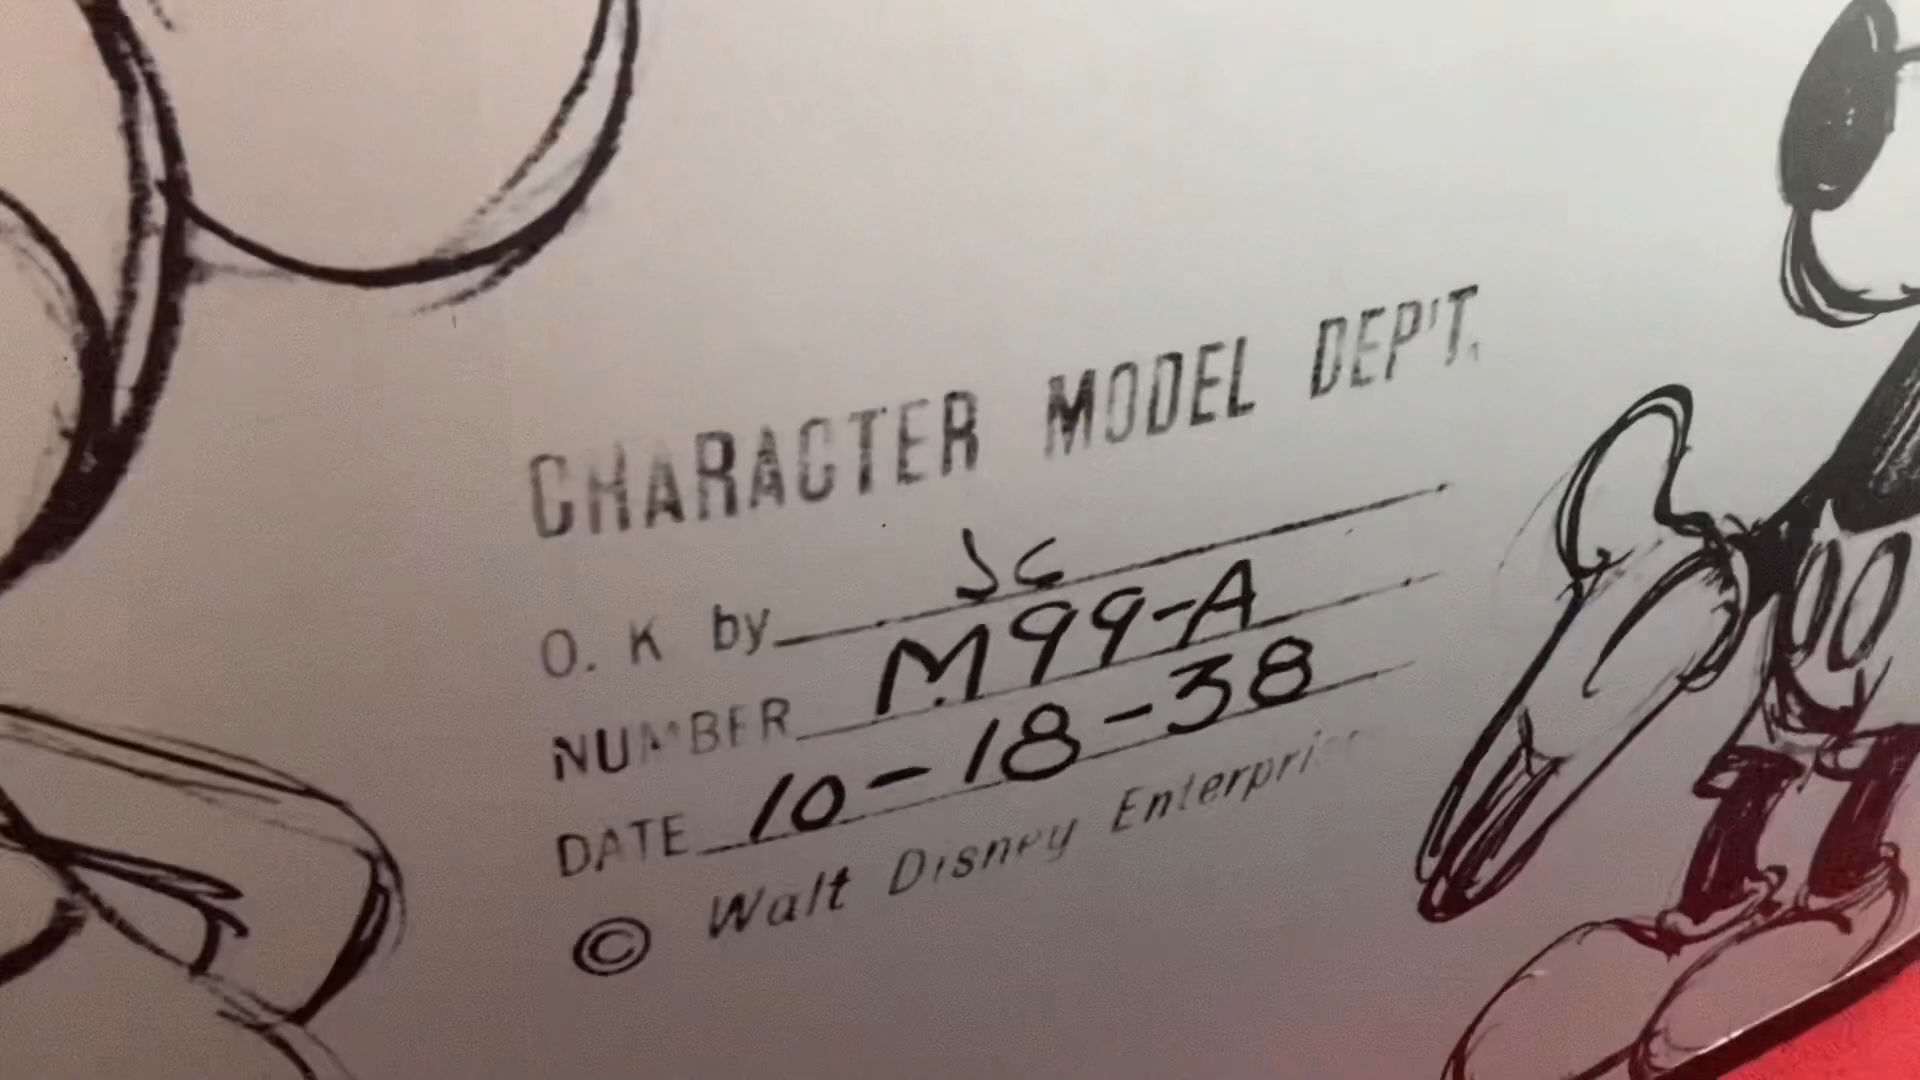 CHARACTER MODEL DEP'T.
O. K by JC
NUMBER M99-A
DATE 10-18-38
© Walt Disney